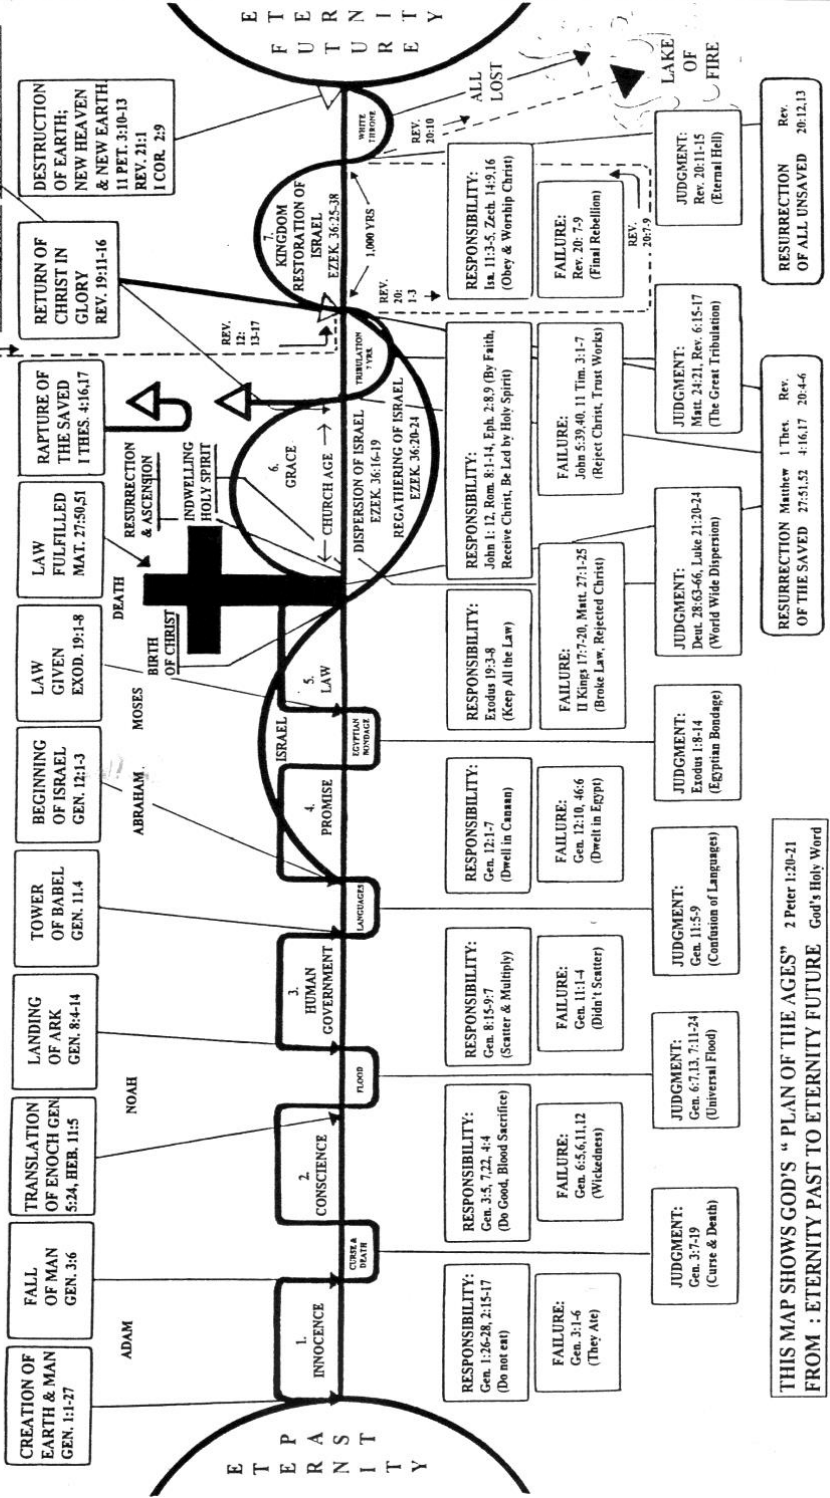 CREATION OF
EARTH & MAN
GEN. 1:1-27
FALL
OF MAN
GEN. 3:6
TRANSLATION
OF ENOCH GEN
5:24, HEB. 11:5
LANDING
OF ARK
GEN. 8:4-14
TOWER
OF BABEL
GEN. 11.4
BEGINNING
OF ISRAEL
GEN. 12:1-3
LAW
GIVEN
EXOD. 19:1-8
LAW
FULFILLED
MAT. 27:50,51
RAPTURE OF
THE SAVED
I THES. 4:16,17
RETURN OF
CHRIST IN
GLORY
REV. 19:11-16
DESTRUCTION
OF EARTH;
NEW HEAVEN
& NEW EARTH
11 PET. 3:10-13
REV. 21:1
I COR. 2:9
ADAM
NOAH
ABRAHAM
MOSES
DEATH
BIRTH
OF CHRIST
RESURRECTION
& ASCENSION
INDWELLING
HOLY SPIRIT
REV.
12:
13-17
E
T E P
E R A
N S
I T
T
Y
1.
INNOCENCE
CURSE &
DEATH
2.
CONSCIENCE
FLOOD
3.
HUMAN
GOVERNMENT
LANGUAGES
4.
PROMISE
ISRAEL
EGYPTIAN
BONDAGE
5.
LAW
6.
GRACE
CHURCH AGE
DISPERSION OF ISRAEL
EZEK. 36:16-19
REGATHERING OF ISRAEL
EZEK. 36:20-24
TRIBULATION
7 YRS.
7.
KINGDOM
RESTORATION OF
ISRAEL
EZEK. 36:25-38
1,000 YRS
REV.
20:
1-3
WHITE
THRONE
REV.
20:10
ALL
LOST
LAKE
OF
FIRE
E
T F
E U
R T
N U
I R
T E
Y
RESPONSIBILITY:
Gen. 1:26-28, 2:15-17
(Do not eat)
RESPONSIBILITY:
Gen. 3:5, 7,22, 4:4
(Do Good, Blood Sacrifice)
RESPONSIBILITY:
Gen. 8:15-9:7
(Scatter & Multiply)
RESPONSIBILITY:
Gen. 12:1-7
(Dwell in Canaan)
RESPONSIBILITY:
Exodus 19:3-8
(Keep All the Law)
RESPONSIBILITY:
John 1: 12, Rom. 8:1-14, Eph. 2:8,9 (By Faith,
Receive Christ, Be Led by Holy Spirit)
RESPONSIBILITY:
Isa. 11:3-5, Zech. 14:9,16
(Obey & Worship Christ)
FAILURE:
Gen. 3:1-6
(They Ate)
FAILURE:
Gen. 6:5,6,11,12
(Wickedness)
FAILURE:
Gen. 11:1-4
(Didn't Scatter)
FAILURE:
Gen. 12:10, 46:6
(Dwelt in Egypt)
FAILURE:
II Kings 17:7-20, Matt. 27:1-25
(Broke Law, Rejected Christ)
FAILURE:
John 5:39,40, 11 Tim. 3:1-7
(Reject Christ, Trust Works)
FAILURE:
Rev. 20: 7-9
(Final Rebellion)
REV.
20:7-9
JUDGMENT:
Gen. 3:7-19
(Curse & Death)
JUDGMENT:
Gen. 6:7,13, 7:11-24
(Universal Flood)
JUDGMENT:
Gen. 11:5-9
(Confusion of Languages)
JUDGMENT:
Exodus 1:8-14
(Egyptian Bondage)
JUDGMENT:
Deut. 28:63-66, Luke 21:20-24
(World Wide Dispersion)
JUDGMENT:
Matt. 24:21, Rev. 6:15-17
(The Great Tribulation)
JUDGMENT:
Rev. 20:11-15
(Eternal Hell)
THIS MAP SHOWS GOD'S " PLAN OF THE AGES" 2 Peter 1:20-21
FROM : ETERNITY PAST TO ETERNITY FUTURE God's Holy Word
RESURRECTION Matthew 1 Thes. Rev.
OF THE SAVED 27:51,52 4:16,17 20:4-6
RESURRECTION Rev.
OF ALL UNSAVED 20:12,13